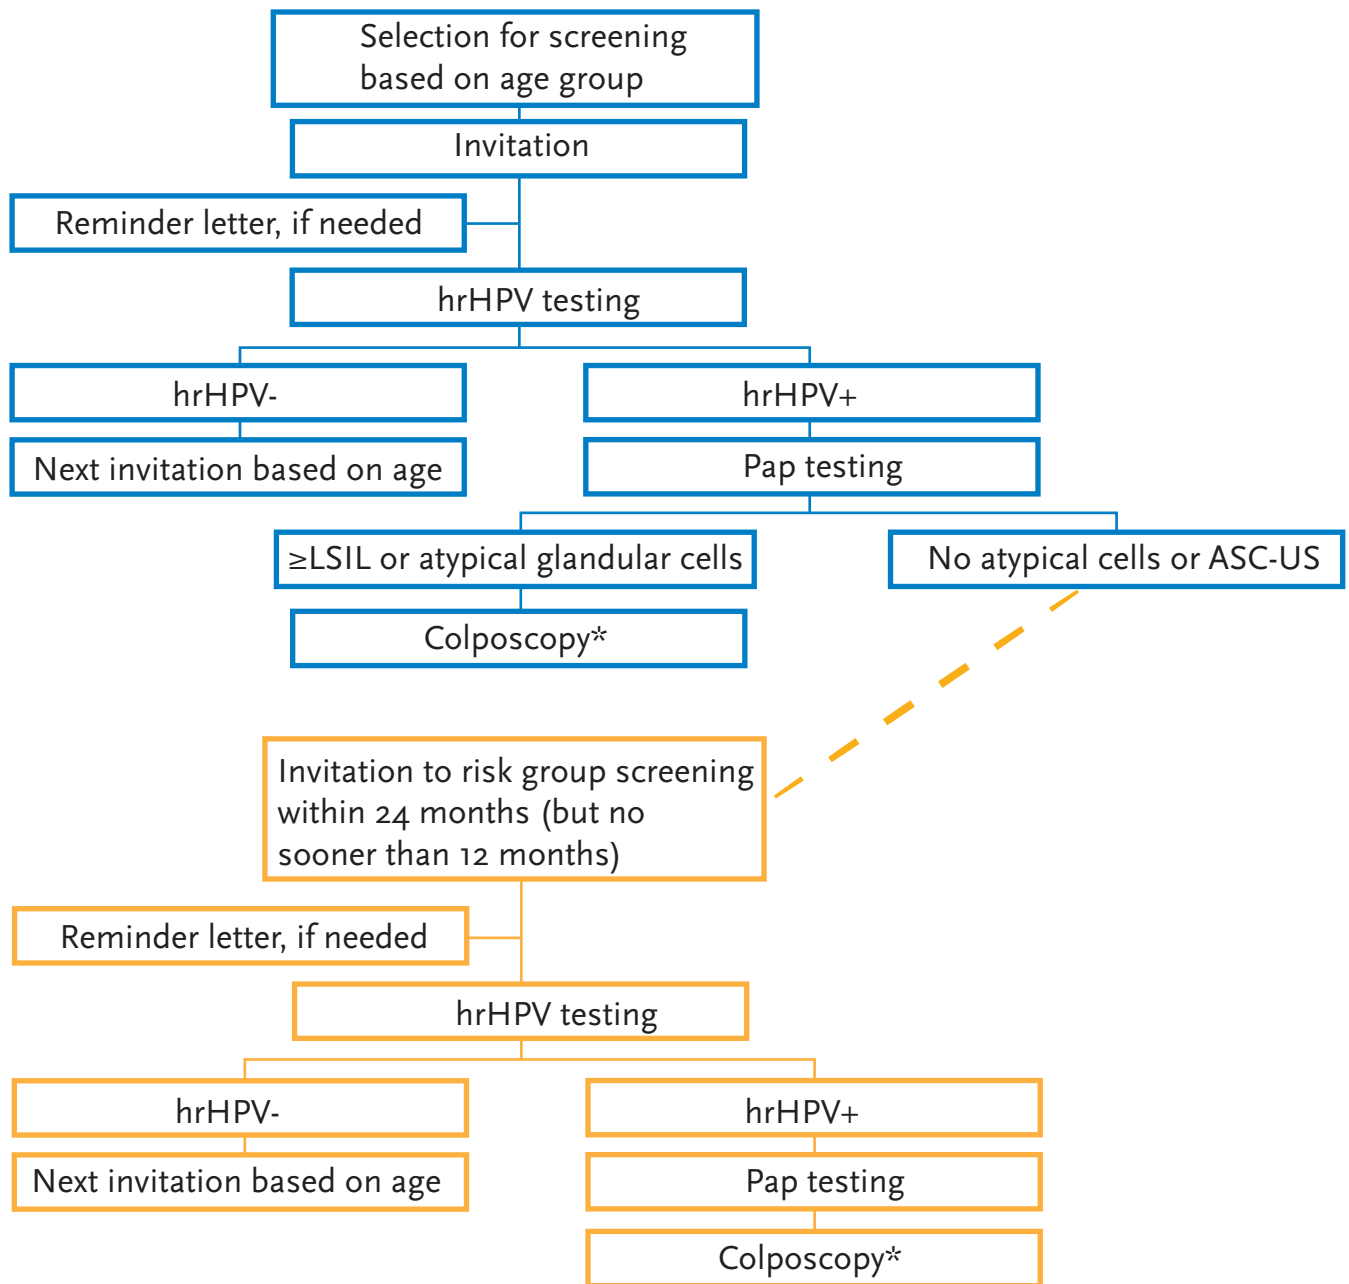 Selection for screening
based on age group
Invitation
Reminder letter, if needed
hrHPV testing
hrHPV-
hrHPV+
Next invitation based on age
Pap testing
≥LSIL or atypical glandular cells
No atypical cells or ASC-US
Colposcopy*
Invitation to risk group screening
within 24 months (but no
sooner than 12 months)
Reminder letter, if needed
hrHPV testing
hrHPV-
hrHPV+
Next invitation based on age
Pap testing
Colposcopy*